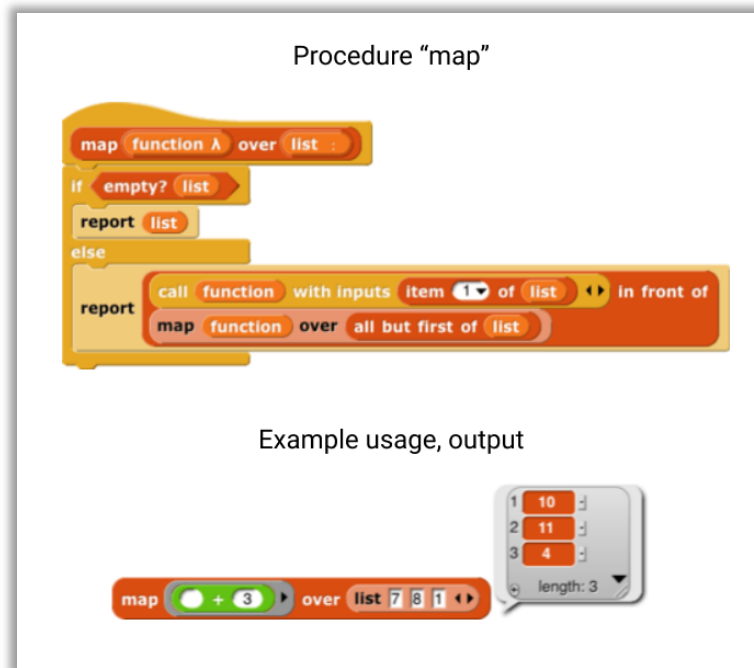 Procedure “map”
map function λ over list :
if empty? list
report list
else
call function with inputs item 1 of list in front of
report
map function over all but first of list
Example usage, output
1 10
2 11
3 4
length: 3
map + 3 over list 7 8 1